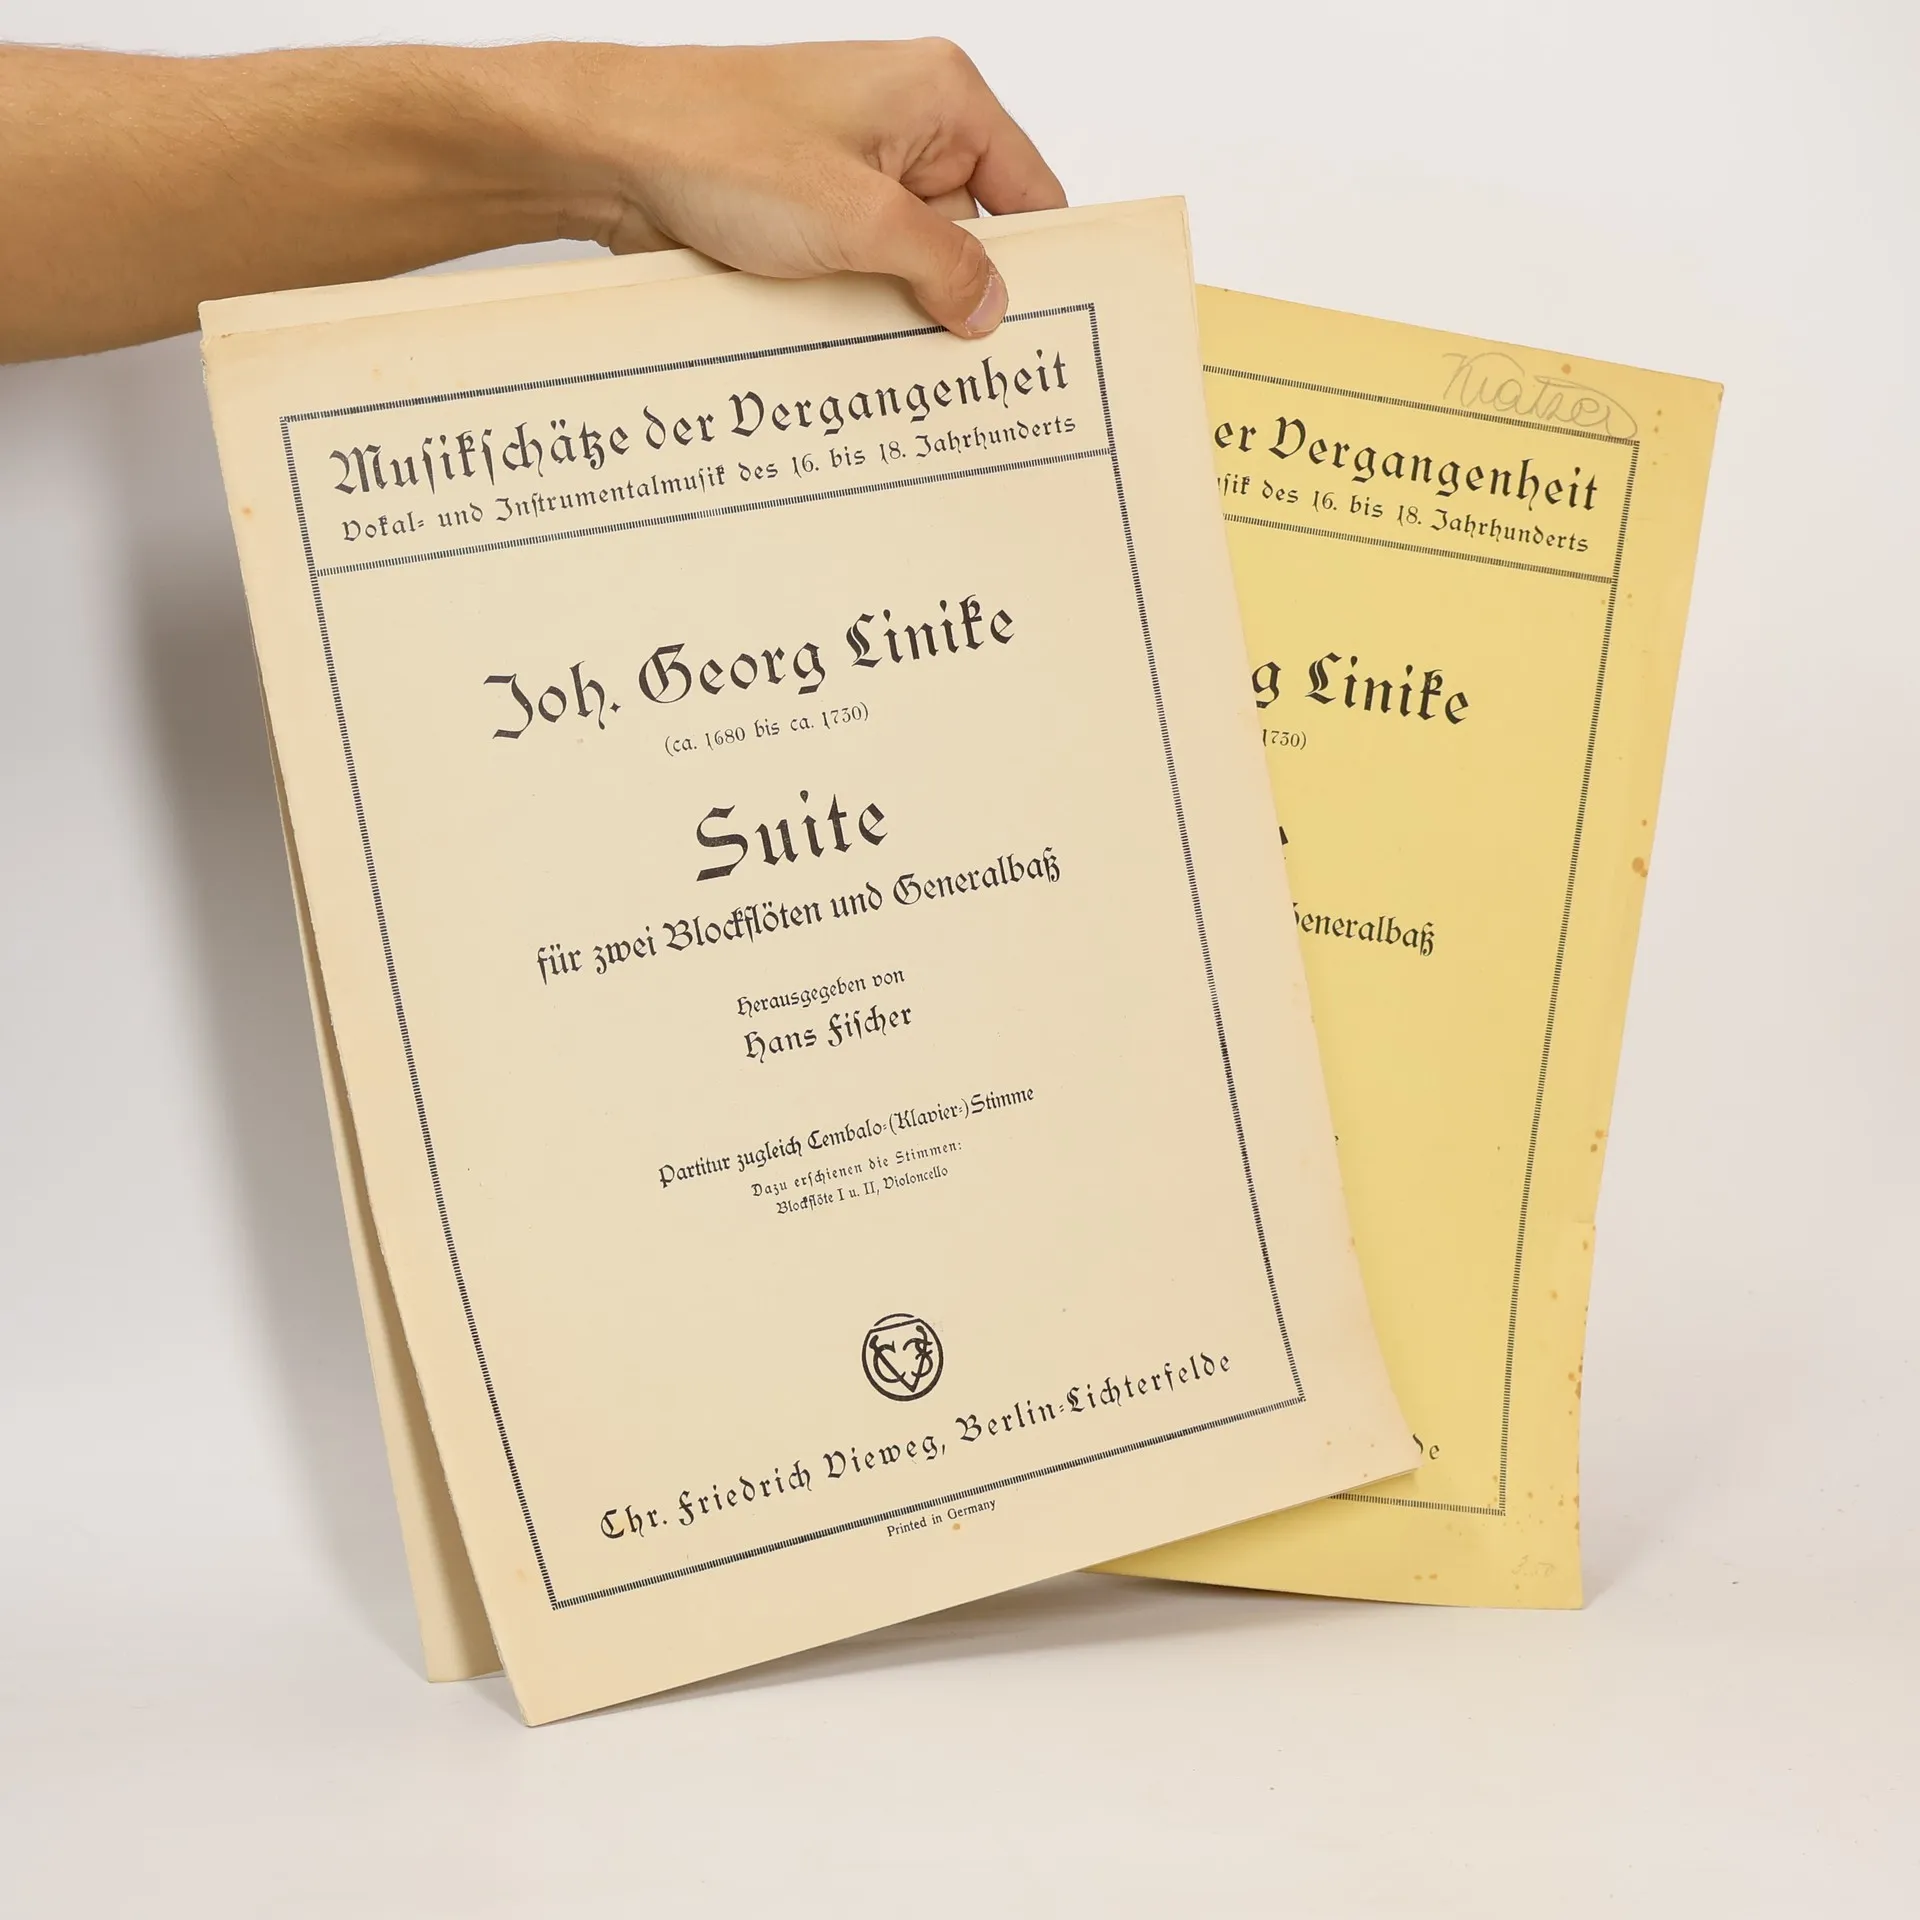 Musikschätze der Vergangenheit
Vokal- und Instrumentalmusik des 16. bis 18. Jahrhunderts
Joh. Georg Linike
(ca. 1680 bis ca. 1730)
Suite
für zwei Blockflöten und Generalbaß
Herausgegeben von
Hans Fischer
Partitur zugleich Cembalo-(Klavier-)Stimme
Dazu erschienen die Stimmen:
Blockflöte I u. II, Violoncello
Chr. Friedrich Vieweg, Berlin-Lichterfelde
Printed in Germany
er Vergangenheit
sik des 16. bis 18. Jahrhunderts
g Linike
1730)
Generalbaß
de
3.50